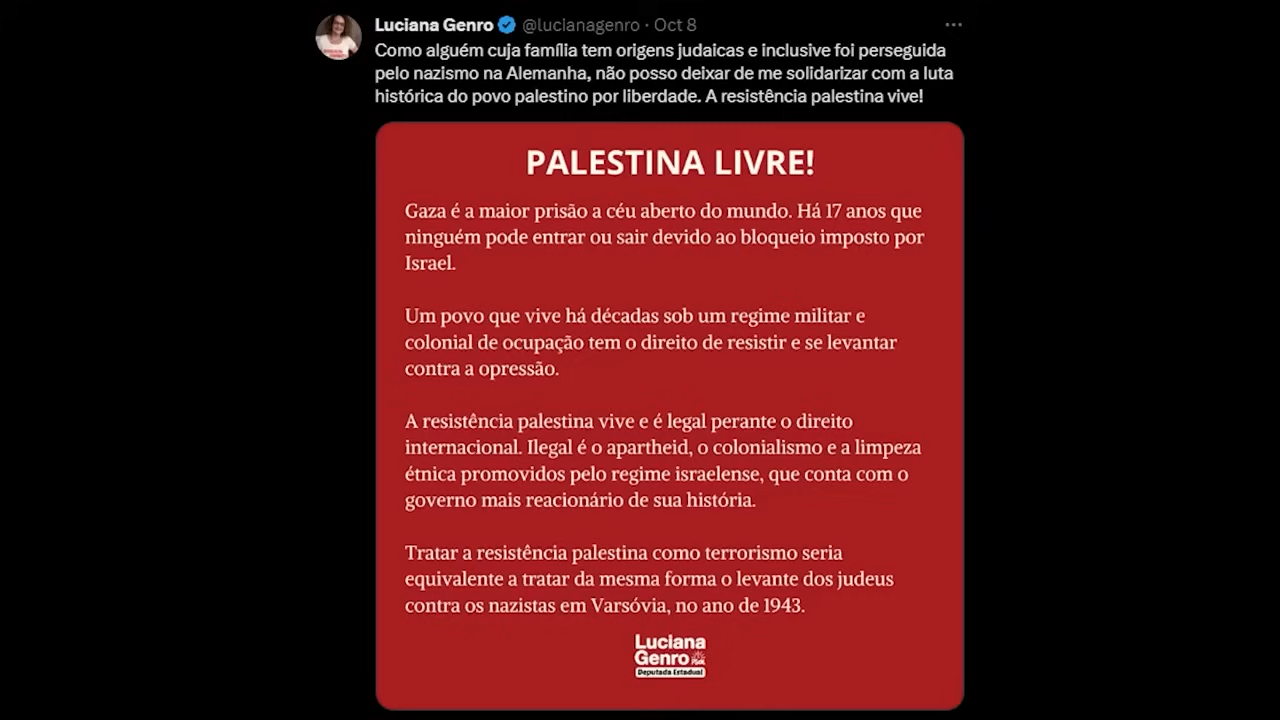 Luciana Genro @lucianagenro · Oct 8
Como alguém cuja família tem origens judaicas e inclusive foi perseguida
pelo nazismo na Alemanha, não posso deixar de me solidarizar com a luta
histórica do povo palestino por liberdade. A resistência palestina vive!
PALESTINA LIVRE!
Gaza é a maior prisão a céu aberto do mundo. Há 17 anos que
ninguém pode entrar ou sair devido ao bloqueio imposto por
Israel.
Um povo que vive há décadas sob um regime militar e
colonial de ocupação tem o direito de resistir e se levantar
contra a opressão.
A resistência palestina vive e é legal perante o direito
internacional. Ilegal é o apartheid, o colonialismo e a limpeza
étnica promovidos pelo regime israelense, que conta com o
governo mais reacionário de sua história.
Tratar a resistência palestina como terrorismo seria
equivalente a tratar da mesma forma o levante dos judeus
contra os nazistas em Varsóvia, no ano de 1943.
Luciana
Genro
Deputada Estadual